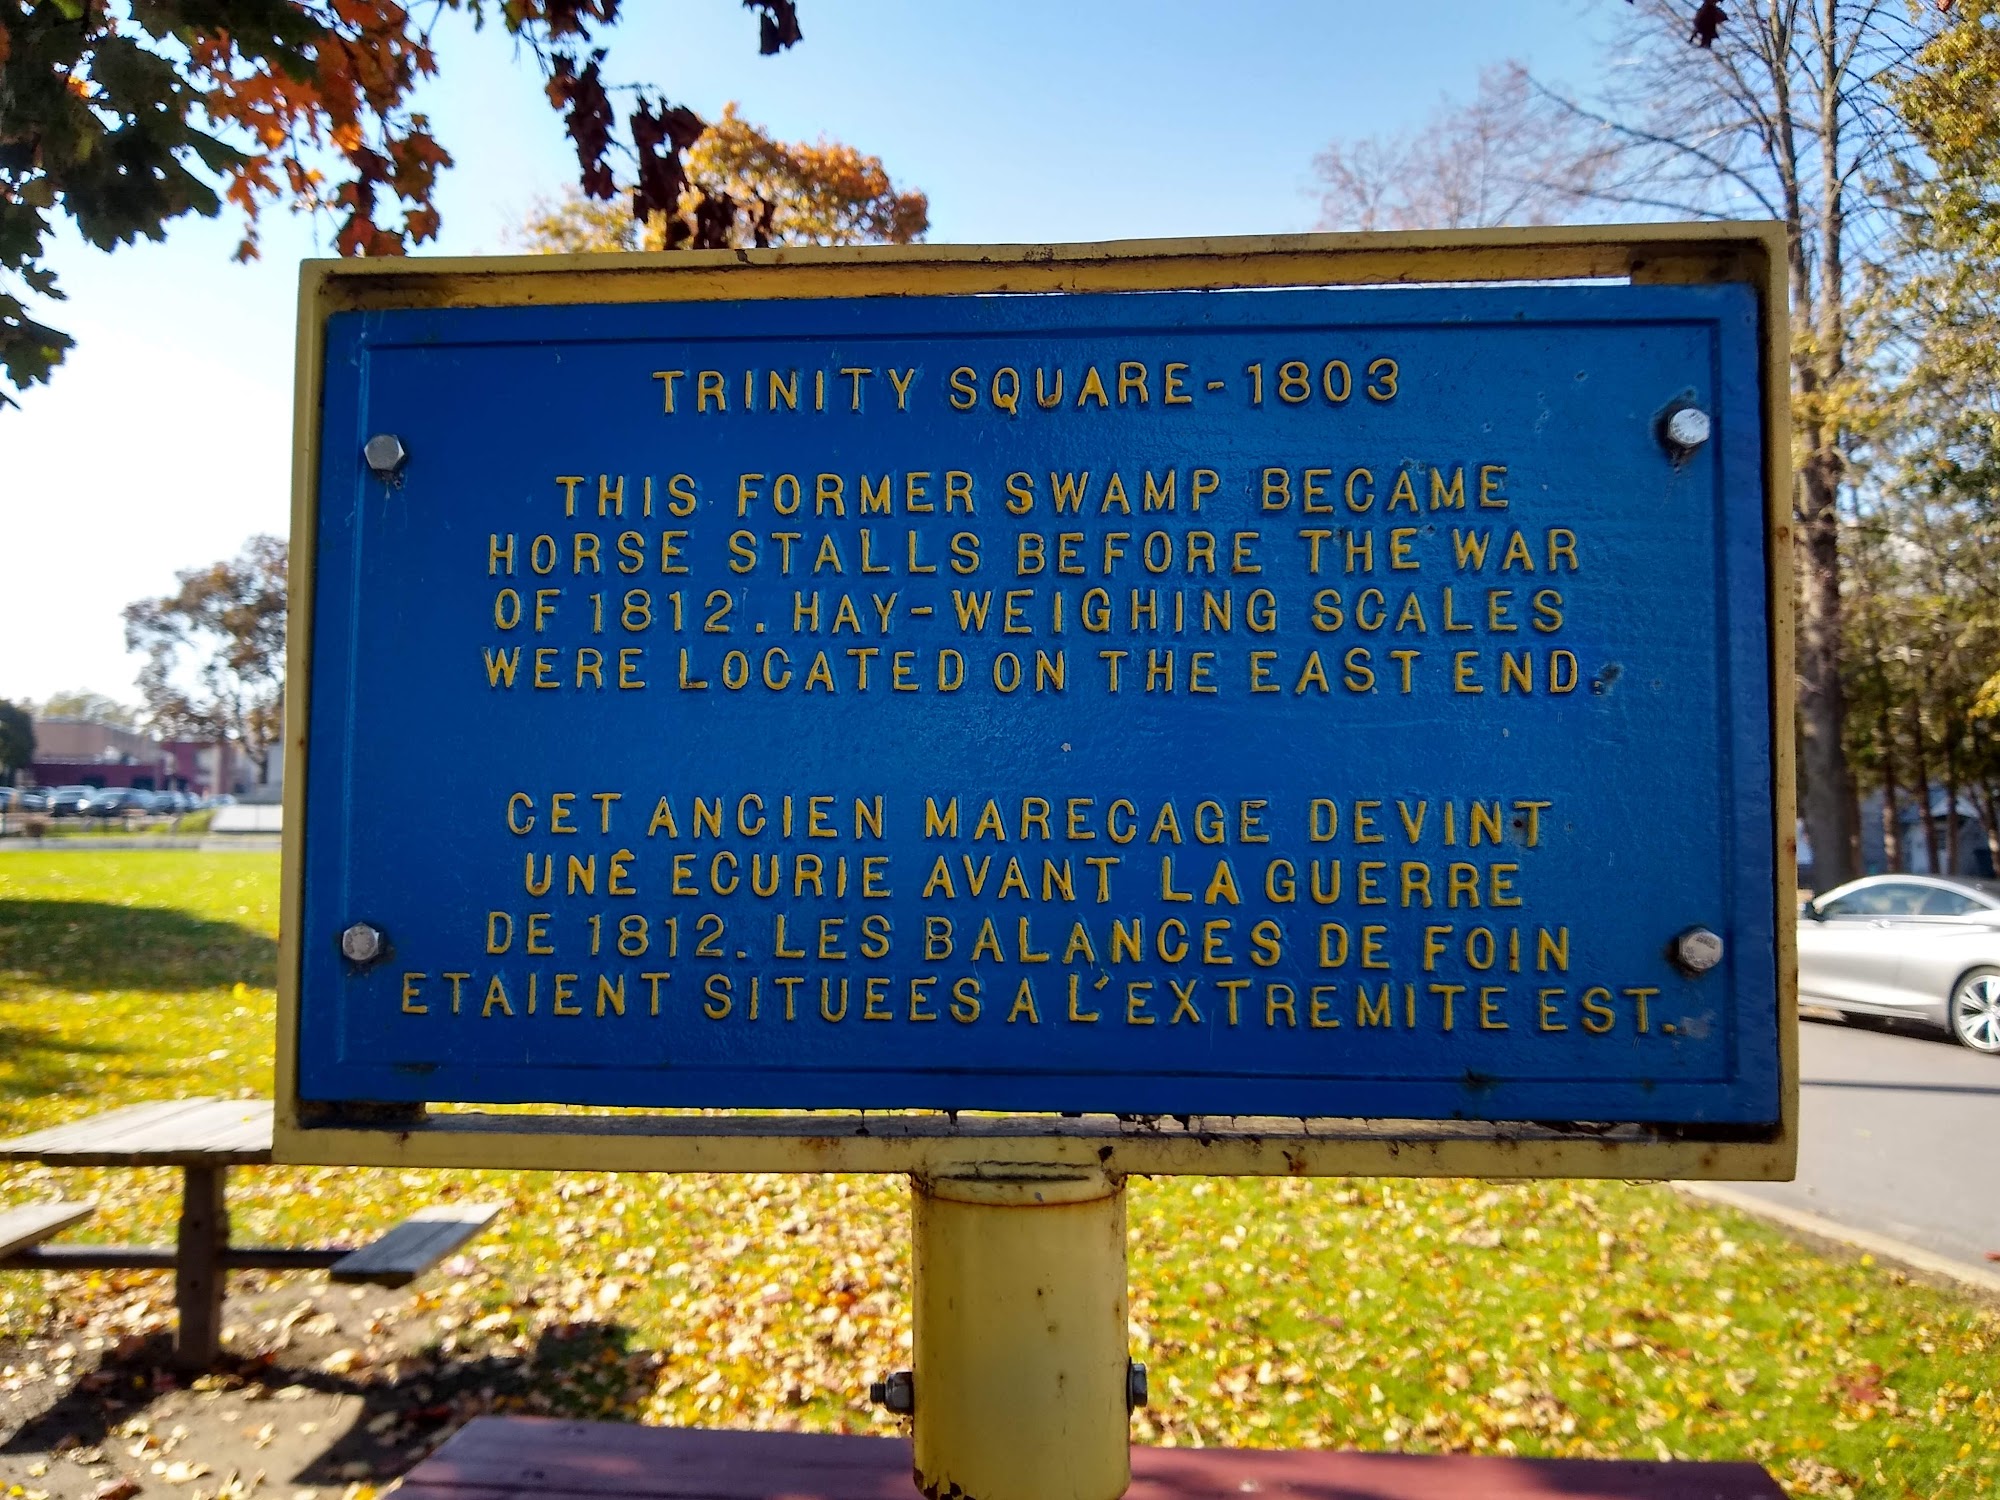 TRINITY SQUARE-1803
THIS FORMER SWAMP BECAME
HORSE STALLS BEFORE THE WAR
OF 1812. HAY-WEIGHING SCALES
WERE LOCATED ON THE EAST END.
CET ANCIEN MARECAGE DEVINT
UNE ECURIE AVANT LA GUERRE
DE 1812. LES BALANCES DE FOIN
ETAIENT SITUEES A L'EXTREMITE EST.